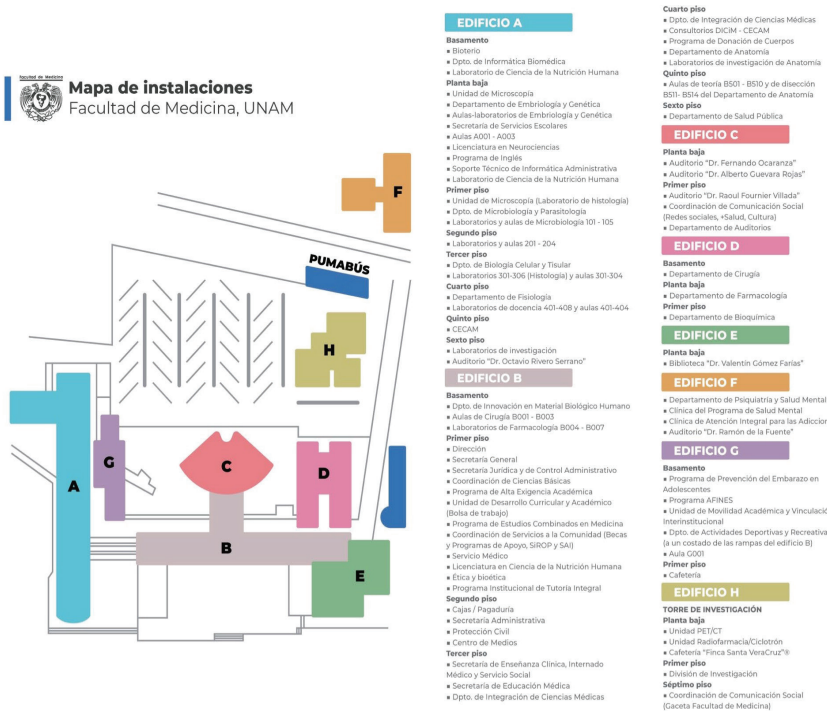 Facultad de Medicina
Mapa de instalaciones
Facultad de Medicina, UNAM
F
PUMABÚS
H
G
A
C
D
B
E
EDIFICIO A
Basamento
▪ Bioterio
▪ Dpto. de Informática Biomédica
▪ Laboratorio de Ciencia de la Nutrición Humana
Planta baja
▪ Unidad de Microscopía
▪ Departamento de Embriología y Genética
▪ Aulas-laboratorios de Embriología y Genética
▪ Secretaría de Servicios Escolares
▪ Aulas A001 - A003
▪ Licenciatura en Neurociencias
▪ Programa de Inglés
▪ Soporte Técnico de Informática Administrativa
▪ Laboratorio de Ciencia de la Nutrición Humana
Primer piso
▪ Unidad de Microscopía (Laboratorio de histología)
▪ Dpto. de Microbiología y Parasitología
▪ Laboratorios y aulas de Microbiología 101 - 105
Segundo piso
▪ Laboratorios y aulas 201 - 204
Tercer piso
▪ Dpto. de Biología Celular y Tisular
▪ Laboratorios 301-306 (Histología) y aulas 301-304
Cuarto piso
▪ Departamento de Fisiología
▪ Laboratorios de docencia 401-408 y aulas 401-404
Quinto piso
▪ CECAM
Sexto piso
▪ Laboratorios de investigación
▪ Auditorio "Dr. Octavio Rivero Serrano"
EDIFICIO B
Basamento
▪ Dpto. de Innovación en Material Biológico Humano
▪ Aulas de Cirugía B001 - B003
▪ Laboratorios de Farmacología B004 - B007
Primer piso
▪ Dirección
▪ Secretaría General
▪ Secretaría Jurídica y de Control Administrativo
▪ Coordinación de Ciencias Básicas
▪ Programa de Alta Exigencia Académica
▪ Unidad de Desarrollo Curricular y Académico
(Bolsa de trabajo)
▪ Programa de Estudios Combinados en Medicina
▪ Coordinación de Servicios a la Comunidad (Becas
y Programas de Apoyo, SiROP y SAI)
▪ Servicio Médico
▪ Licenciatura en Ciencia de la Nutrición Humana
▪ Ética y bioética
▪ Programa Institucional de Tutoría Integral
Segundo piso
▪ Cajas / Pagaduría
▪ Secretaría Administrativa
▪ Protección Civil
▪ Centro de Medios
Tercer piso
▪ Secretaría de Enseñanza Clínica, Internado
Médico y Servicio Social
▪ Secretaría de Educación Médica
▪ Dpto. de Integración de Ciencias Médicas
Cuarto piso
▪ Dpto. de Integración de Ciencias Médicas
▪ Consultorios DICiM - CECAM
▪ Programa de Donación de Cuerpos
▪ Departamento de Anatomía
▪ Laboratorios de investigación de Anatomía
Quinto piso
▪ Aulas de teoría B501 - B510 y de disección
B511- B514 del Departamento de Anatomía
Sexto piso
▪ Departamento de Salud Pública
EDIFICIO C
Planta baja
▪ Auditorio "Dr. Fernando Ocaranza"
▪ Auditorio "Dr. Alberto Guevara Rojas"
Primer piso
▪ Auditorio "Dr. Raoul Fournier Villada"
▪ Coordinación de Comunicación Social
(Redes sociales, +Salud, Cultura)
▪ Departamento de Auditorios
EDIFICIO D
Basamento
▪ Departamento de Cirugía
Planta baja
▪ Departamento de Farmacología
Primer piso
▪ Departamento de Bioquímica
EDIFICIO E
Planta baja
▪ Biblioteca "Dr. Valentín Gómez Farías"
EDIFICIO F
▪ Departamento de Psiquiatría y Salud Mental
▪ Clínica del Programa de Salud Mental
▪ Clínica de Atención Integral para las Adiccion
▪ Auditorio "Dr. Ramón de la Fuente"
EDIFICIO G
Basamento
▪ Programa de Prevención del Embarazo en
Adolescentes
▪ Programa AFINES
▪ Unidad de Movilidad Académica y Vinculació
Interinstitucional
▪ Dpto. de Actividades Deportivas y Recreativa
(a un costado de las rampas del edificio B)
▪ Aula G001
Primer piso
▪ Cafetería
EDIFICIO H
TORRE DE INVESTIGACIÓN
Planta baja
▪ Unidad PET/CT
▪ Unidad Radiofarmacia/Ciclotrón
▪ Cafetería "Finca Santa VeraCruz"®
Primer piso
▪ División de Investigación
Séptimo piso
▪ Coordinación de Comunicación Social
(Gaceta Facultad de Medicina)